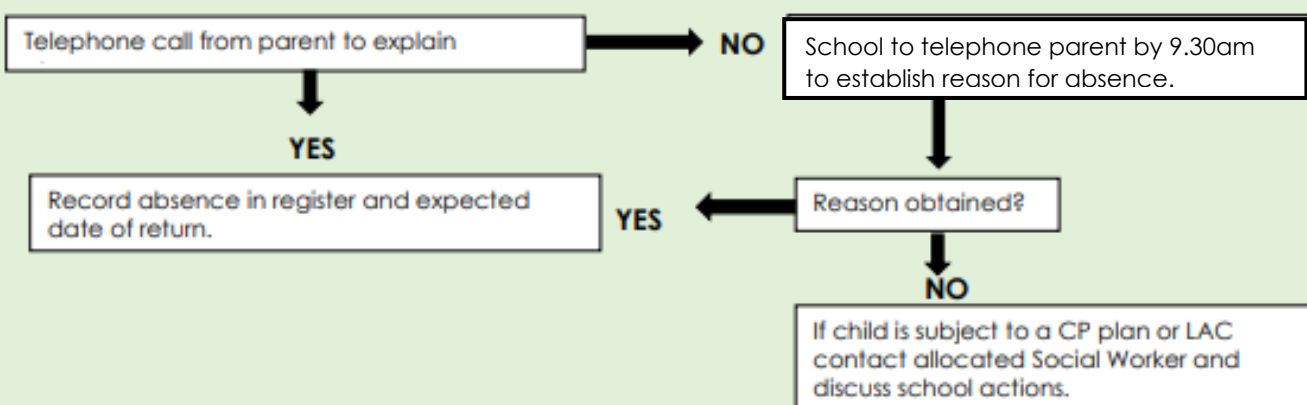 Telephone call from parent to explain
NO
School to telephone parent by 9.30am
to establish reason for absence.
YES
Record absence in register and expected
date of return.
YES
Reason obtained?
NO
If child is subject to a CP plan or LAC
contact allocated Social Worker and
discuss school actions.